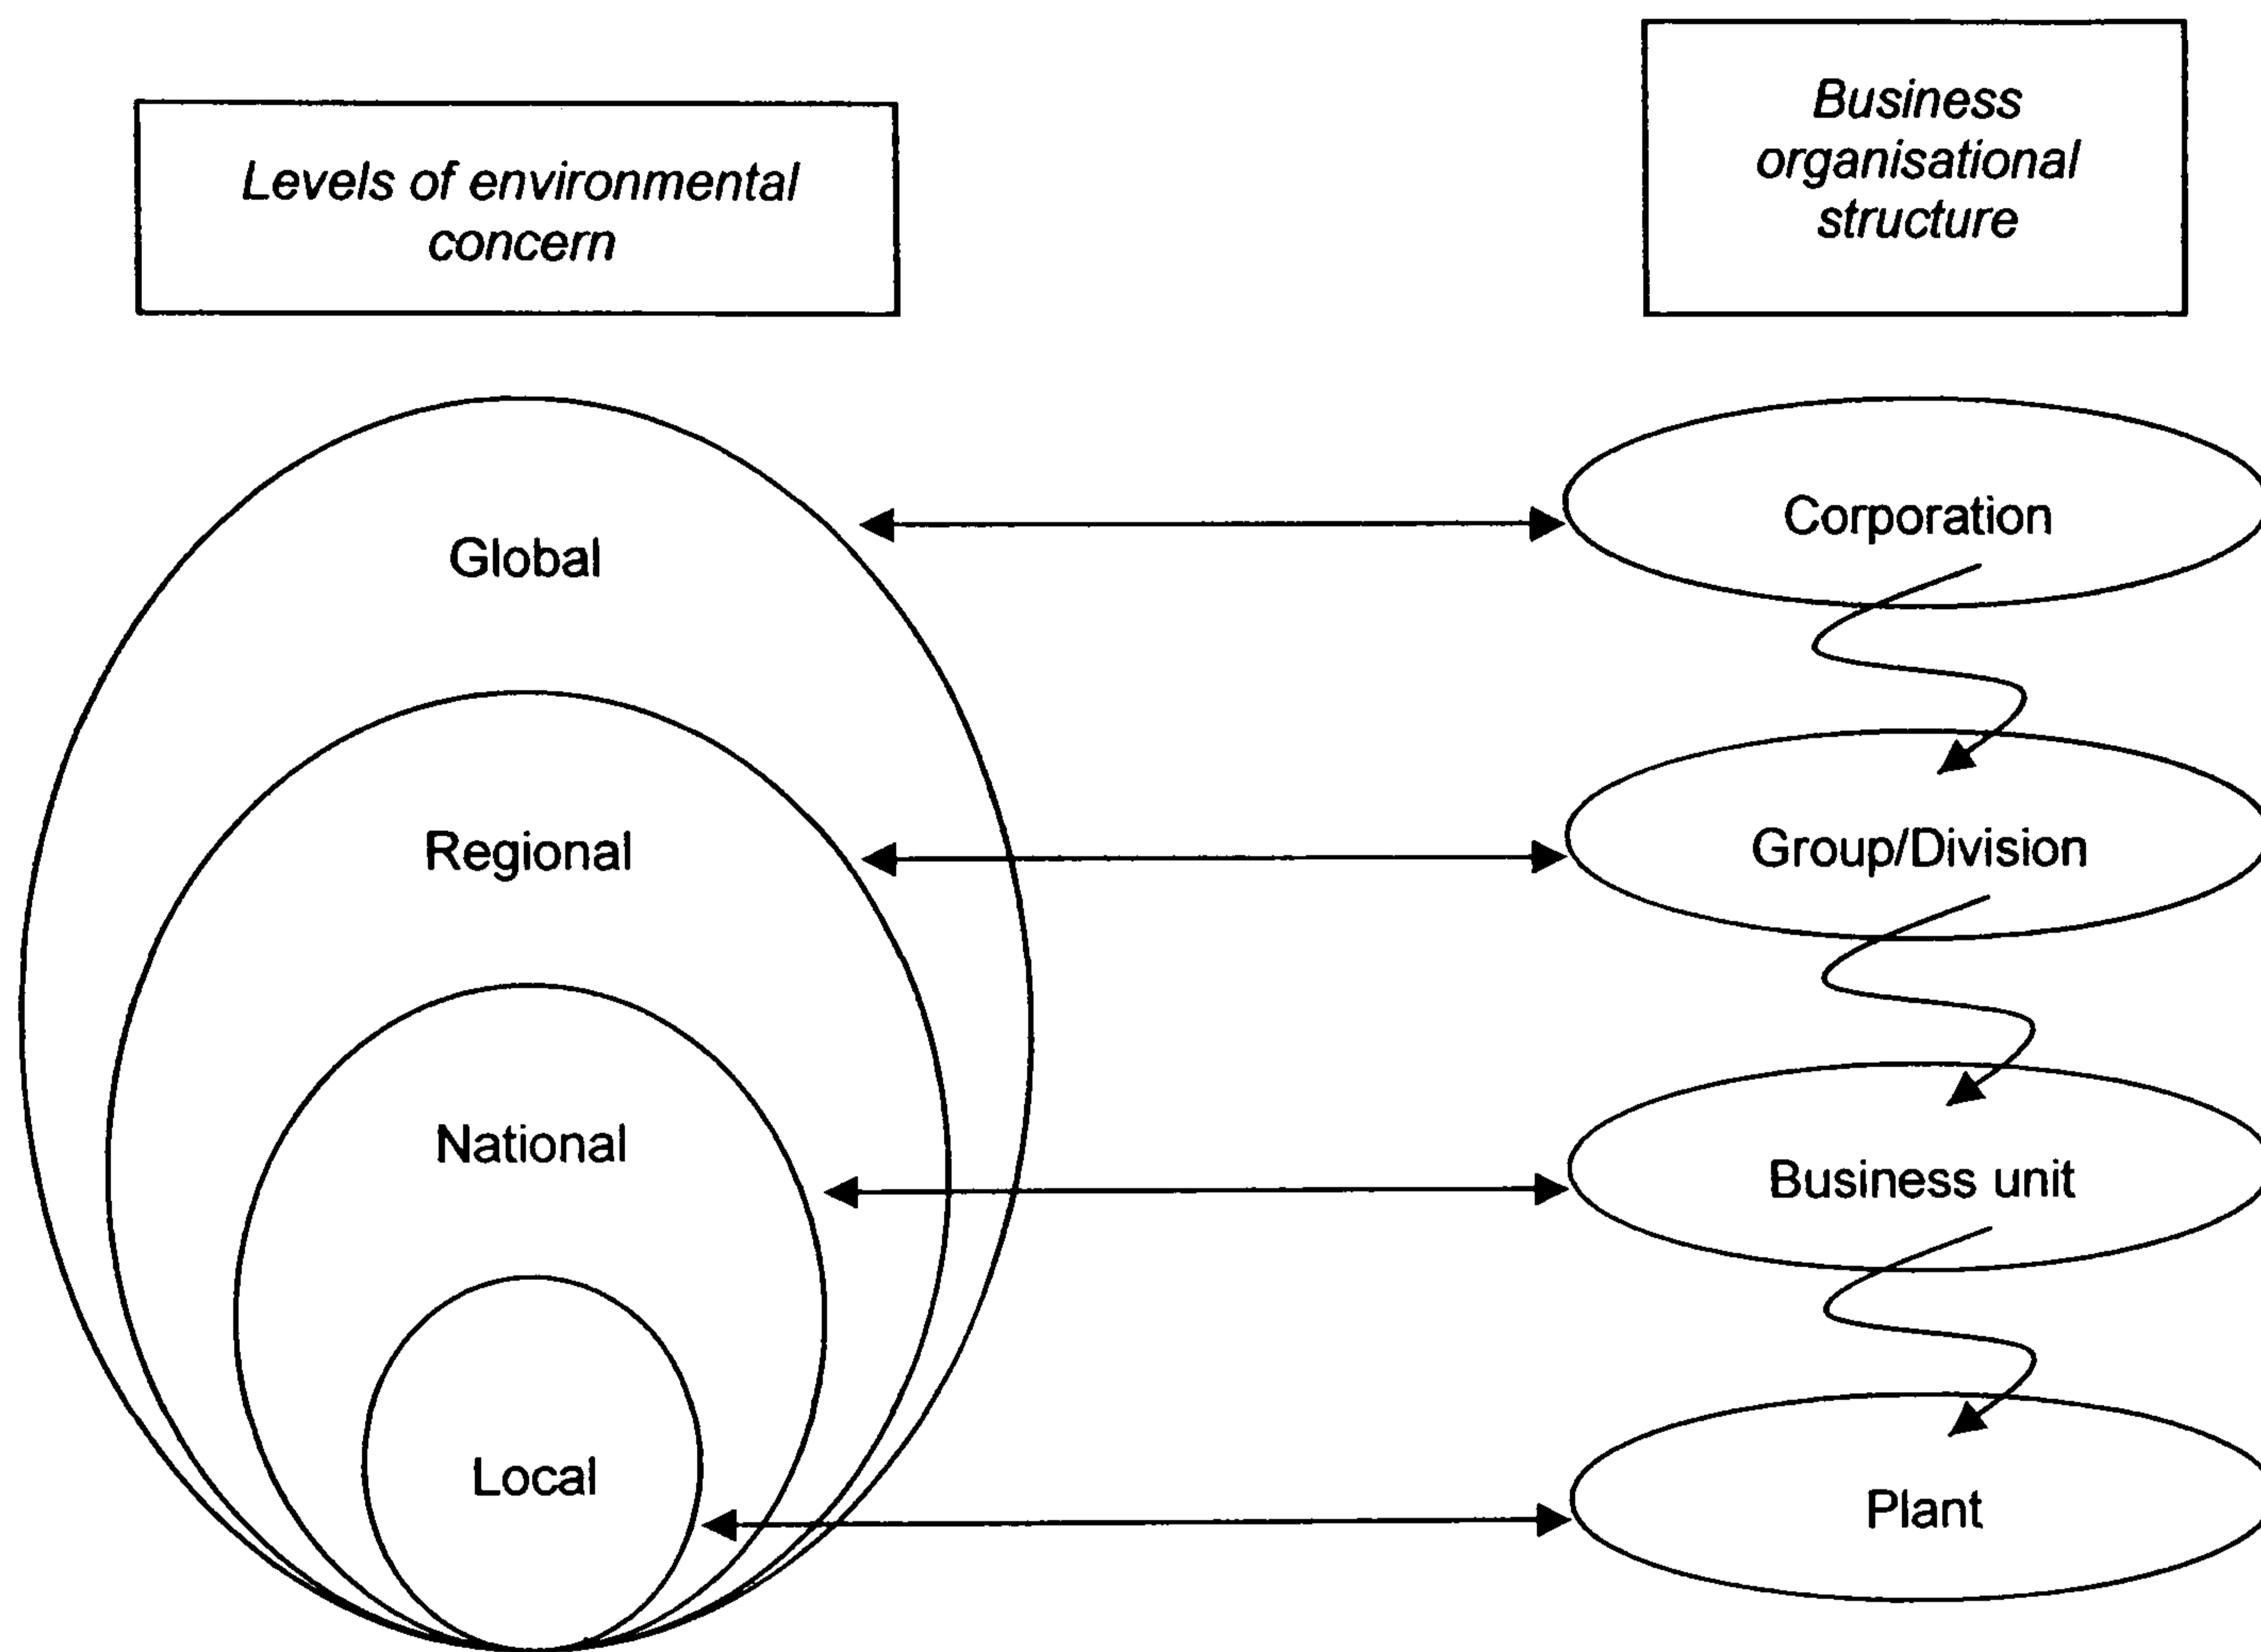 Levels of environmental
concern
Business
organisational
structure
Global
Regional
National
Local
Corporation
Group/Division
Business unit
Plant